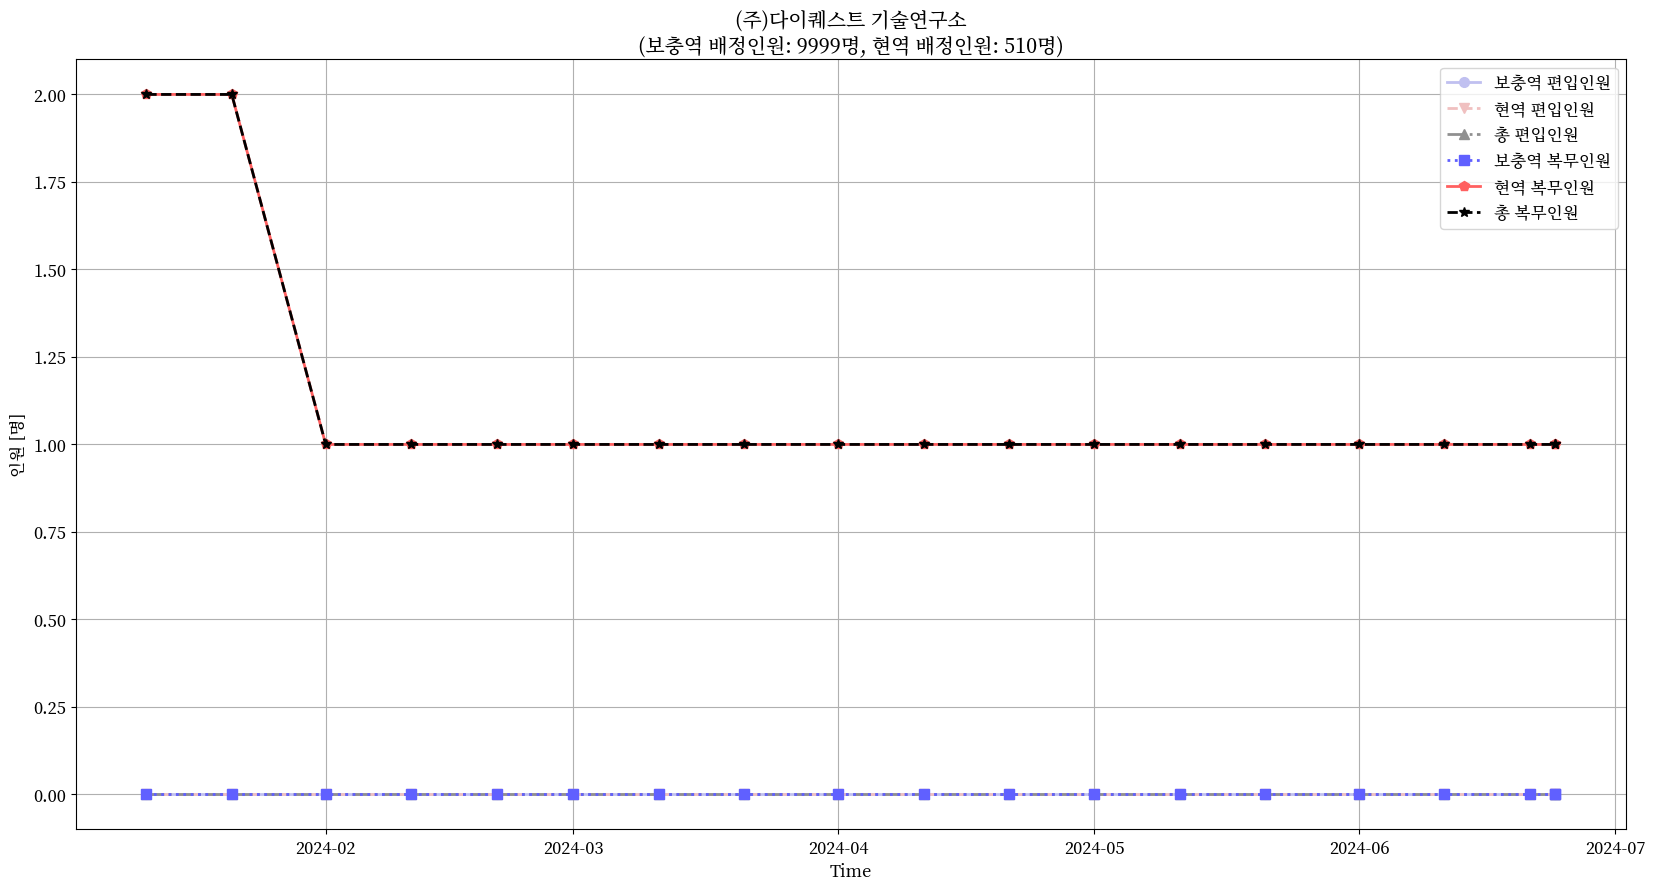 (주)다이퀘스트 기술연구소
(보충역 배정인원: 9999명, 현역 배정인원: 510명)
보충역 편입인원
현역 편입인원
총 편입인원
보충역 복무인원
현역 복무인원
총 복무인원
인원 [명]
2.00
1.75
1.50
1.25
1.00
0.75
0.50
0.25
0.00
2024-02
2024-03
2024-04
2024-05
2024-06
2024-07
Time